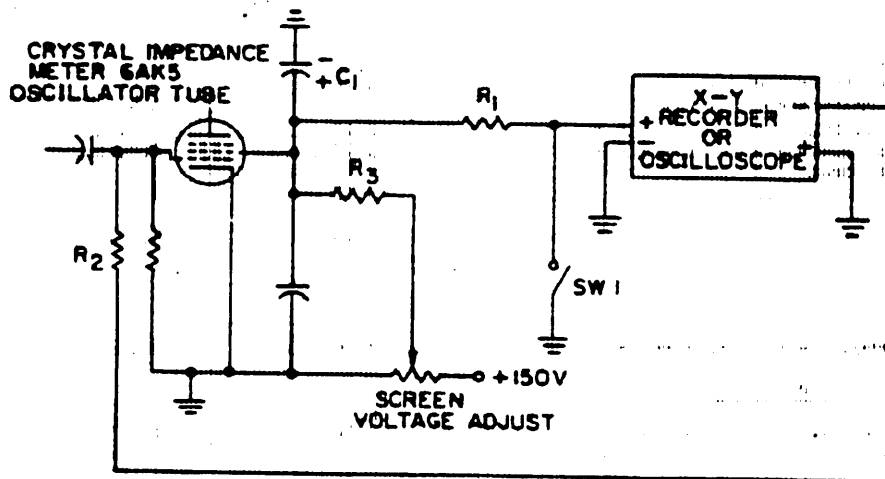 CRYSTAL IMPEDANCE
METER 6AK5
OSCILLATOR TUBE
-
+ C1
R1
X-Y
RECORDER
OR
OSCILLOSCOPE
+
-
-
+
R3
R2
SW 1
+150V
SCREEN
VOLTAGE ADJUST